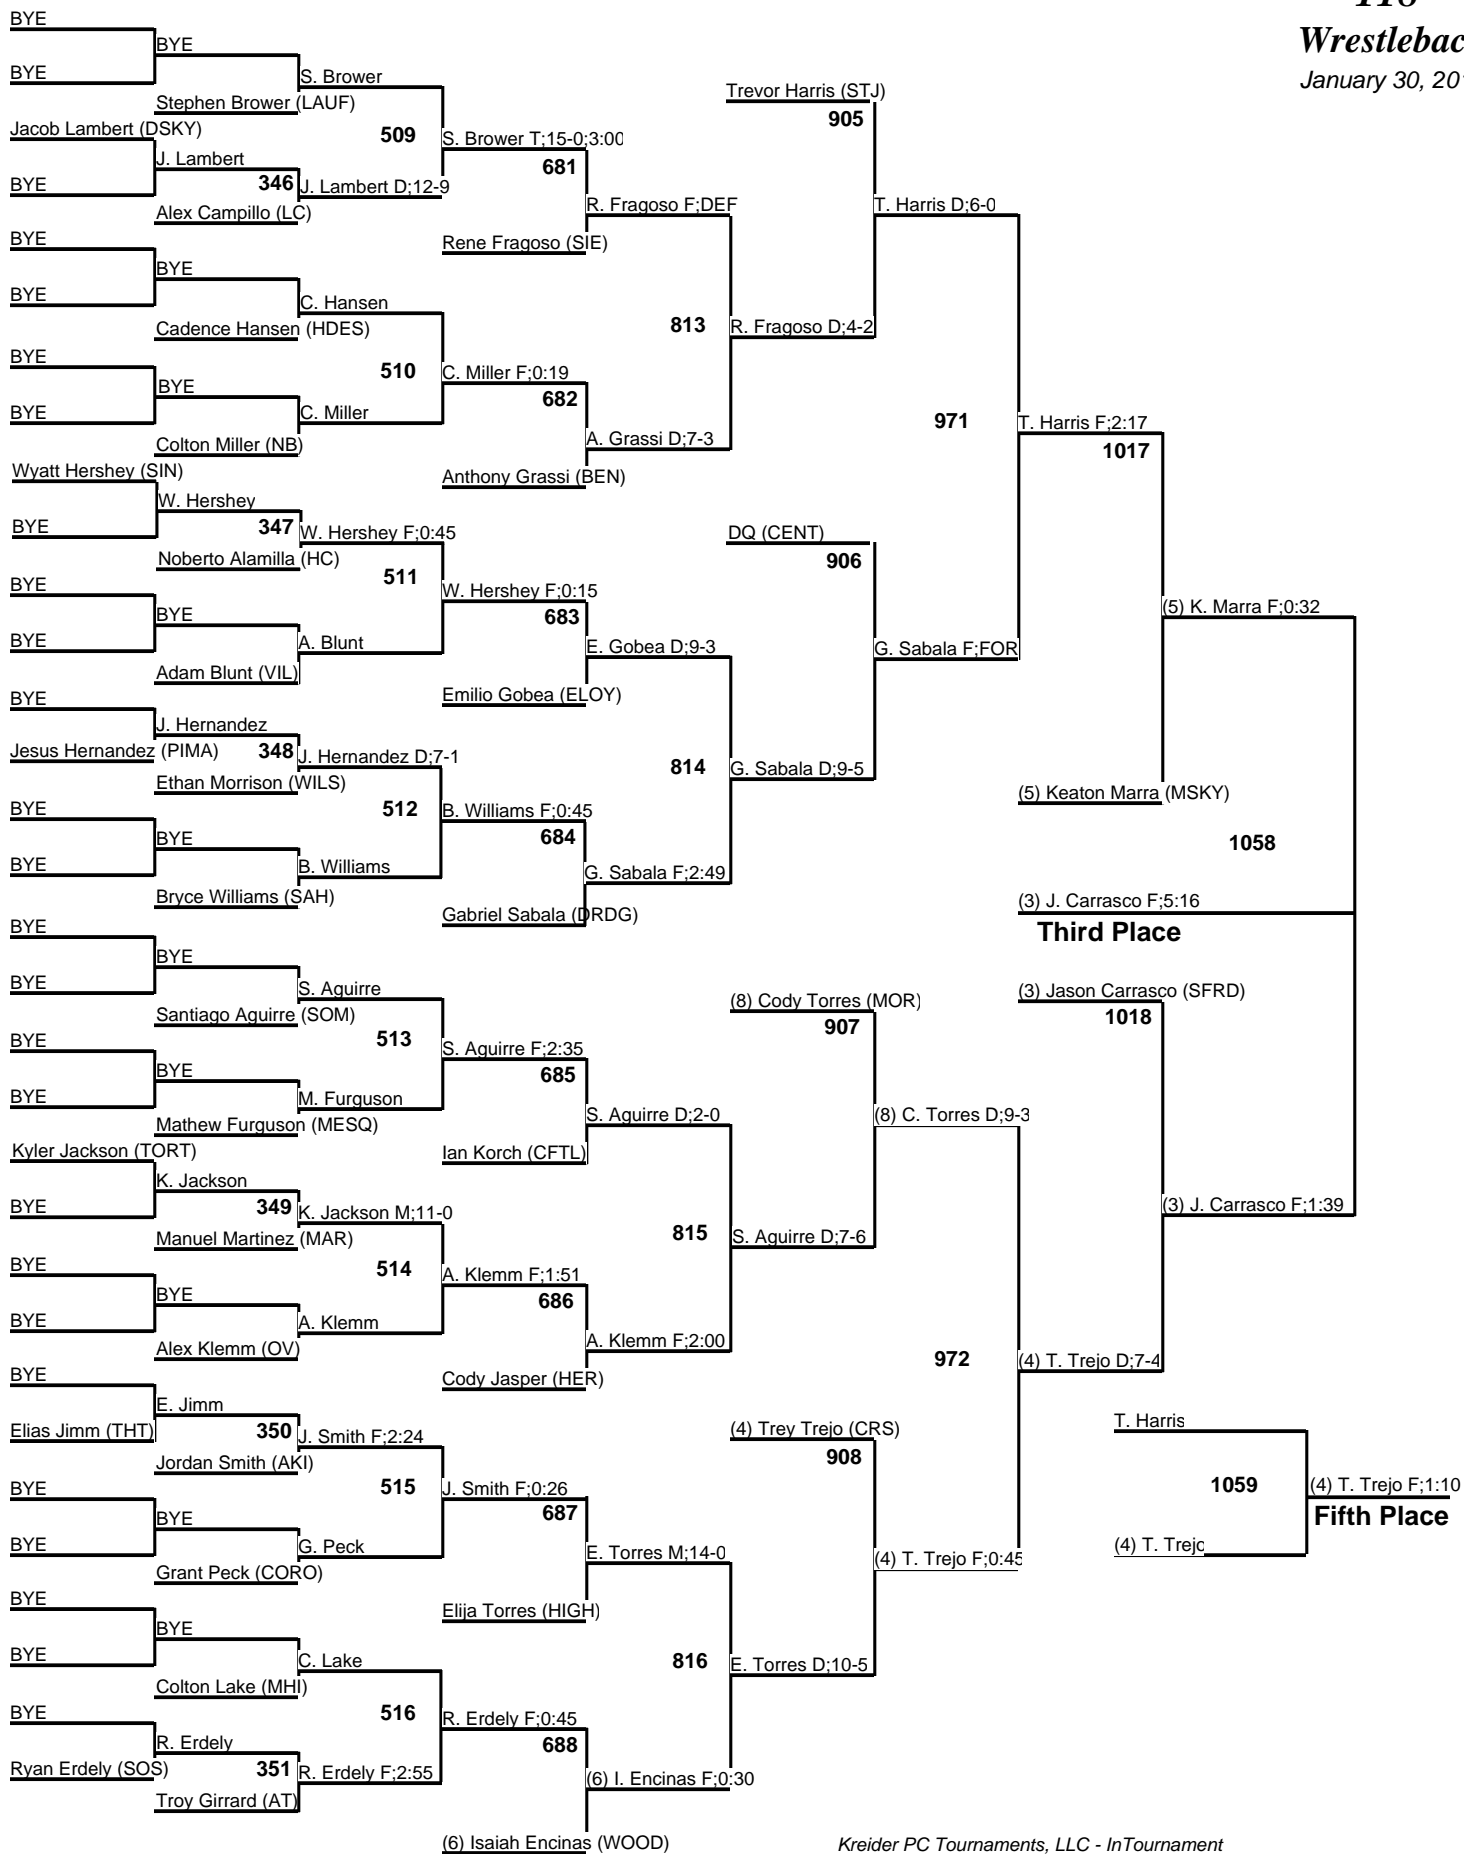 118
Wrestlebac
January 30, 201
BYE
BYE
BYE
S. Brower
Stephen Brower (LAUF)
Trevor Harris (STJ)
905
Jacob Lambert (DSKY)
509
S. Brower T;15-0;3:00
J. Lambert
681
BYE
346
J. Lambert D;12-9
R. Fragoso F;DEF
T. Harris D;6-0
Alex Campillo (LC)
BYE
Rene Fragoso (SIE)
BYE
BYE
C. Hansen
Cadence Hansen (HDES)
813
R. Fragoso D;4-2
BYE
510
C. Miller F;0:19
BYE
682
BYE
C. Miller
971
T. Harris F;2:17
Colton Miller (NB)
A. Grassi D;7-3
1017
Wyatt Hershey (SIN)
Anthony Grassi (BEN)
W. Hershey
BYE
347
W. Hershey F;0:45
DQ (CENT)
Noberto Alamilla (HC)
906
511
BYE
W. Hershey F;0:15
BYE
683
(5) K. Marra F;0:32
BYE
A. Blunt
E. Gobea D;9-3
G. Sabala F;FOR
Adam Blunt (VIL)
BYE
Emilio Gobea (ELOY)
J. Hernandez
Jesus Hernandez (PIMA)
348
J. Hernandez D;7-1
814
G. Sabala D;9-5
Ethan Morrison (WILS)
(5) Keaton Marra (MSKY)
BYE
512
B. Williams F;0:45
BYE
684
1058
BYE
B. Williams
G. Sabala F;2:49
Bryce Williams (SAH)
(3) J. Carrasco F;5:16
Gabriel Sabala (DRDG)
Third Place
BYE
BYE
BYE
S. Aguirre
(8) Cody Torres (MOR)
(3) Jason Carrasco (SFRD)
Santiago Aguirre (SOM)
907
1018
BYE
513
S. Aguirre F;2:35
BYE
685
BYE
M. Furguson
S. Aguirre D;2-0
(8) C. Torres D;9-3
Mathew Furguson (MESQ)
Kyler Jackson (TORT)
Ian Korch (CFTL)
K. Jackson
BYE
349
K. Jackson M;11-0
(3) J. Carrasco F;1:39
Manuel Martinez (MAR)
815
S. Aguirre D;7-6
BYE
514
A. Klemm F;1:51
BYE
686
BYE
A. Klemm
A. Klemm F;2:00
Alex Klemm (OV)
972
(4) T. Trejo D;7-4
BYE
Cody Jasper (HER)
E. Jimm
T. Harris
Elias Jimm (THT)
350
J. Smith F;2:24
(4) Trey Trejo (CRS)
Jordan Smith (AKI)
908
BYE
515
J. Smith F;0:26
1059
(4) T. Trejo F;1:10
BYE
687
Fifth Place
BYE
G. Peck
E. Torres M;14-0
(4) T. Trejo F;0:45
(4) T. Trejo
Grant Peck (CORO)
BYE
Elija Torres (HIGH)
BYE
BYE
C. Lake
816
E. Torres D;10-5
Colton Lake (MHI)
BYE
516
R. Erdely F;0:45
R. Erdely
688
Ryan Erdely (SOS)
351
R. Erdely F;2:55
(6) I. Encinas F;0:30
Troy Girrard (AT)
(6) Isaiah Encinas (WOOD)
Kreider PC Tournaments, LLC - InTournament